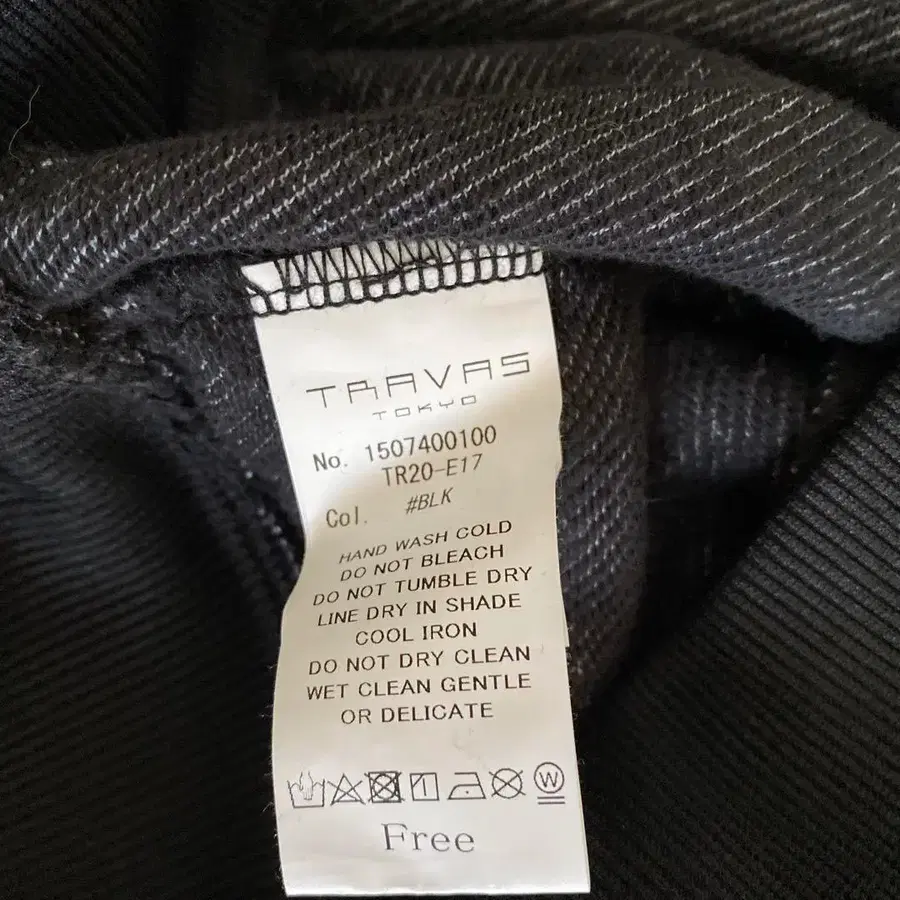 TRAVAS
TOKYO
No. 1507400100
TR20-E17
Col. #BLK
HAND WASH COLD
DO NOT BLEACH
DO NOT TUMBLE DRY
LINE DRY IN SHADE
COOL IRON
DO NOT DRY CLEAN
WET CLEAN GENTLE
OR DELICATE
W
Free